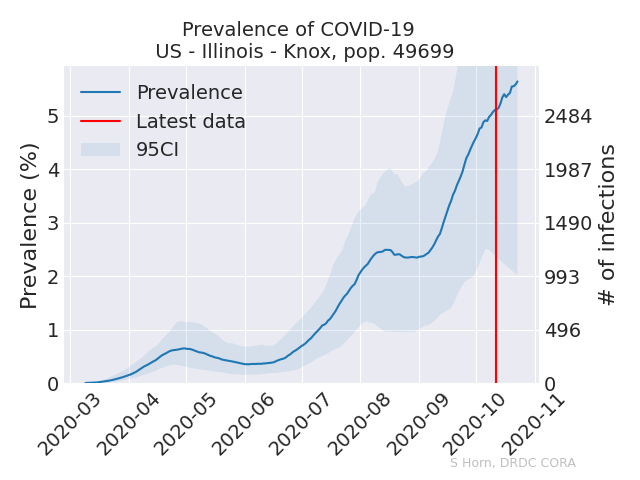 Prevalence of COVID-19
US - Illinois - Knox, pop. 49699
Prevalence
Latest data
95CI
Prevalence (%)
5
4
3
2
1
0
2484
1987
1490
993
496
0
# of infections
2020-03
2020-04
2020-05
2020-06
2020-07
2020-08
2020-09
2020-10
2020-11
S Horn, DRDC CORA